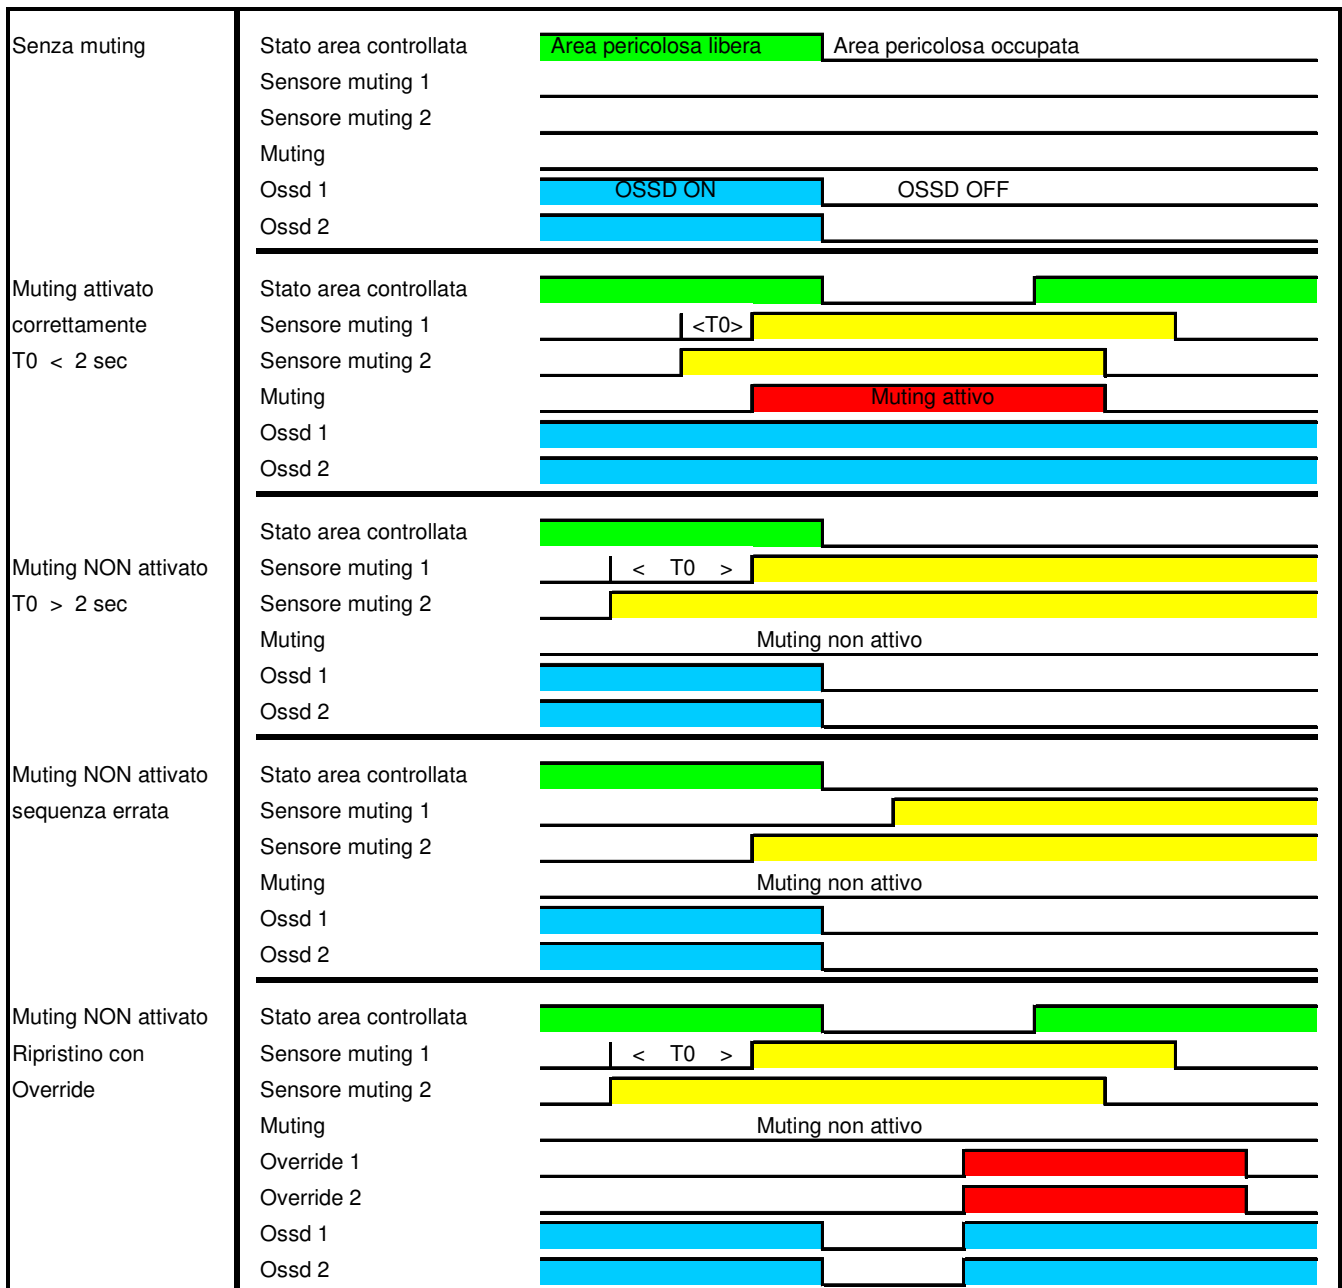 Senza muting
Stato area controllata
Area pericolosa libera
Area pericolosa occupata
Sensore muting 1
Sensore muting 2
Muting
Ossd 1
OSSD ON
OSSD OFF
Ossd 2
Muting attivato
correttamente
T0 < 2 sec
Stato area controllata
Sensore muting 1
<T0>
Sensore muting 2
Muting
Muting attivo
Ossd 1
Ossd 2
Muting NON attivato
T0 > 2 sec
Stato area controllata
Sensore muting 1
< T0 >
Sensore muting 2
Muting
Muting non attivo
Ossd 1
Ossd 2
Muting NON attivato
sequenza errata
Stato area controllata
Sensore muting 1
Sensore muting 2
Muting
Muting non attivo
Ossd 1
Ossd 2
Muting NON attivato
Ripristino con
Override
Stato area controllata
Sensore muting 1
< T0 >
Sensore muting 2
Muting
Muting non attivo
Override 1
Override 2
Ossd 1
Ossd 2